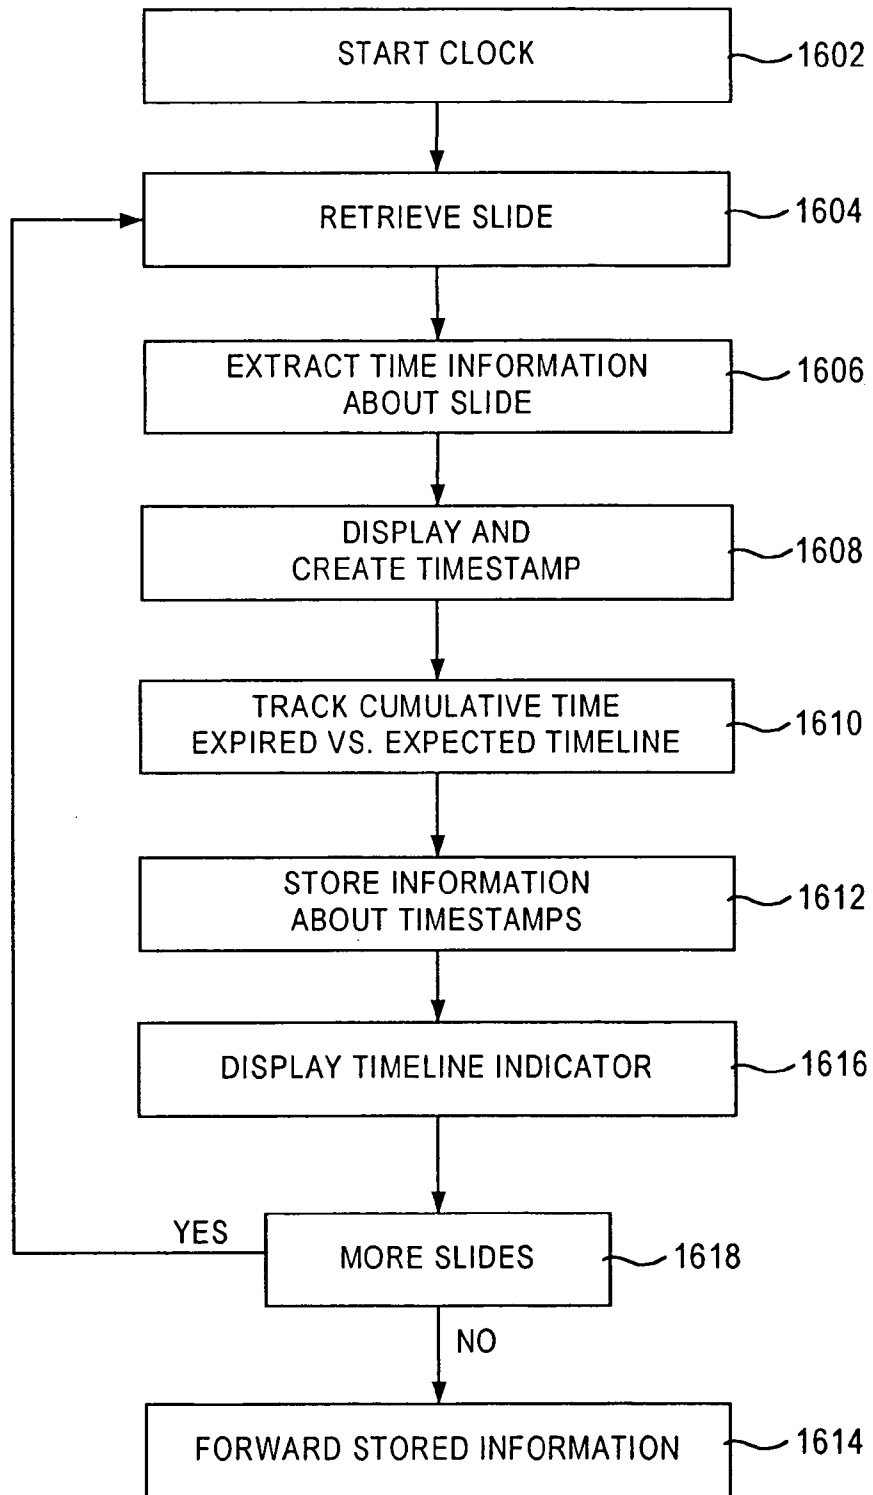 START CLOCK
1602
RETRIEVE SLIDE
1604
EXTRACT TIME INFORMATION
ABOUT SLIDE
1606
DISPLAY AND
CREATE TIMESTAMP
1608
TRACK CUMULATIVE TIME
EXPIRED VS. EXPECTED TIMELINE
1610
STORE INFORMATION
ABOUT TIMESTAMPS
1612
DISPLAY TIMELINE INDICATOR
1616
YES
MORE SLIDES
1618
NO
FORWARD STORED INFORMATION
1614